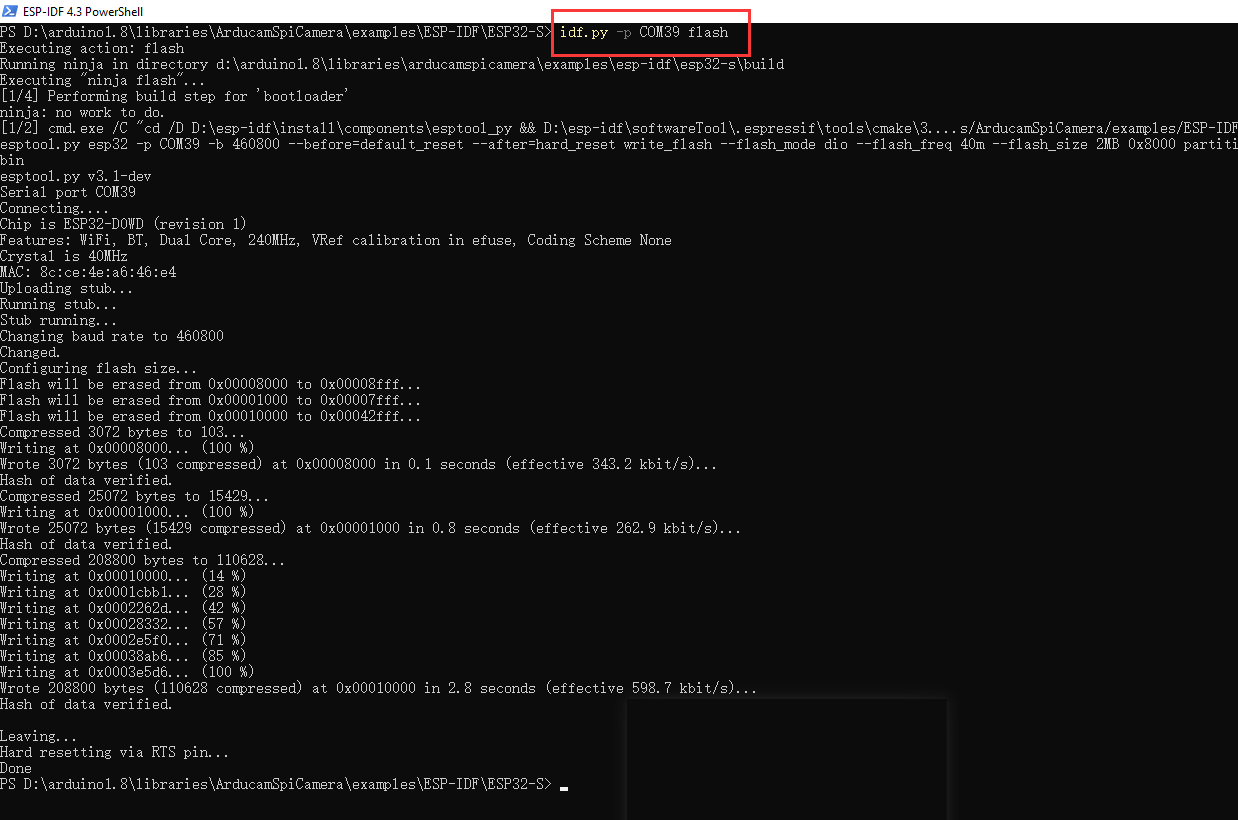 ESP-IDF 4.3 PowerShell
PS D:\arduino1.8\libraries\ArducamSpiCamera\examples\ESP-IDF\ESP32-S> idf.py -p COM39 flash
Executing action: flash
Running ninja in directory d:\arduino1.8\libraries\arducamspicamera\examples\esp-idf\esp32-s\build
Executing "ninja flash"...
[1/4] Performing build step for 'bootloader'
ninja: no work to do.
[1/2] cmd.exe /C "cd /D D:\esp-idf\install\components\esptool_py && D:\esp-idf\softwareTool\.espressif\tools\cmake\3....s/ArducamSpiCamera/examples/ESP-IDF
esptool.py esp32 -p COM39 -b 460800 --before=default_reset --after=hard_reset write_flash --flash_mode dio --flash_freq 40m --flash_size 2MB 0x8000 partiti
bin
esptool.py v3.1-dev
Serial port COM39
Connecting....
Chip is ESP32-D0WD (revision 1)
Features: WiFi, BT, Dual Core, 240MHz, VRef calibration in efuse, Coding Scheme None
Crystal is 40MHz
MAC: 8c:ce:4e:a6:46:e4
Uploading stub...
Running stub...
Stub running...
Changing baud rate to 460800
Changed.
Configuring flash size...
Flash will be erased from 0x00008000 to 0x00008fff...
Flash will be erased from 0x00001000 to 0x00007fff...
Flash will be erased from 0x00010000 to 0x00042fff...
Compressed 3072 bytes to 103...
Writing at 0x00008000... (100 %)
Wrote 3072 bytes (103 compressed) at 0x00008000 in 0.1 seconds (effective 343.2 kbit/s)...
Hash of data verified.
Compressed 25072 bytes to 15429...
Writing at 0x00001000... (100 %)
Wrote 25072 bytes (15429 compressed) at 0x00001000 in 0.8 seconds (effective 262.9 kbit/s)...
Hash of data verified.
Compressed 208800 bytes to 110628...
Writing at 0x00010000... (14 %)
Writing at 0x0001cbb1... (28 %)
Writing at 0x0002262d... (42 %)
Writing at 0x00028332... (57 %)
Writing at 0x0002e5f0... (71 %)
Writing at 0x00038ab6... (85 %)
Writing at 0x0003e5d6... (100 %)
Wrote 208800 bytes (110628 compressed) at 0x00010000 in 2.8 seconds (effective 598.7 kbit/s)...
Hash of data verified.
Leaving...
Hard resetting via RTS pin...
Done
PS D:\arduino1.8\libraries\ArducamSpiCamera\examples\ESP-IDF\ESP32-S>